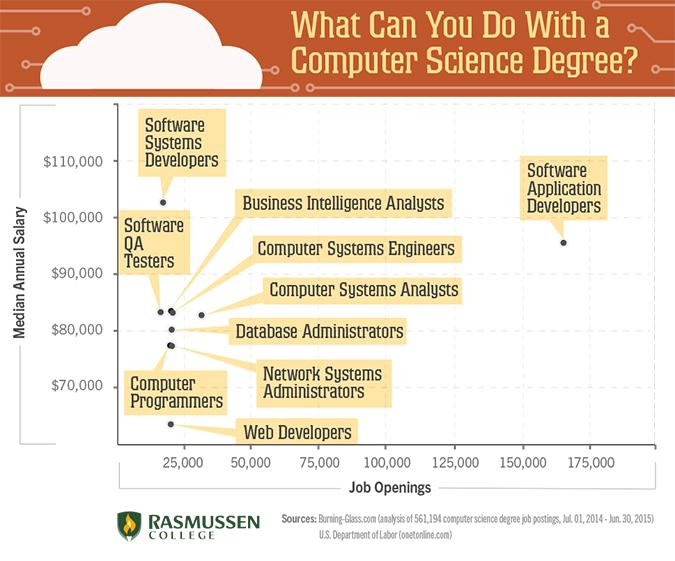 What Can You Do With a
Computer Science Degree?
Median Annual Salary
$110,000
$100,000
$90,000
$80,000
$70,000
Software
Systems
Developers
Software
Application
Developers
Business Intelligence Analysts
Software
QA
Testers
Computer Systems Engineers
Computer Systems Analysts
Database Administrators
Network Systems
Administrators
Computer
Programmers
Web Developers
25,000
50,000
75,000
100,000
125,000
150,000
175,000
Job Openings
RASMUSSEN
COLLEGE
Sources: Burning-Glass.com (analysis of 561,194 computer science degree job postings, Jul. 01, 2014 - Jun. 30, 2015)
U.S. Department of Labor (onetonline.com)